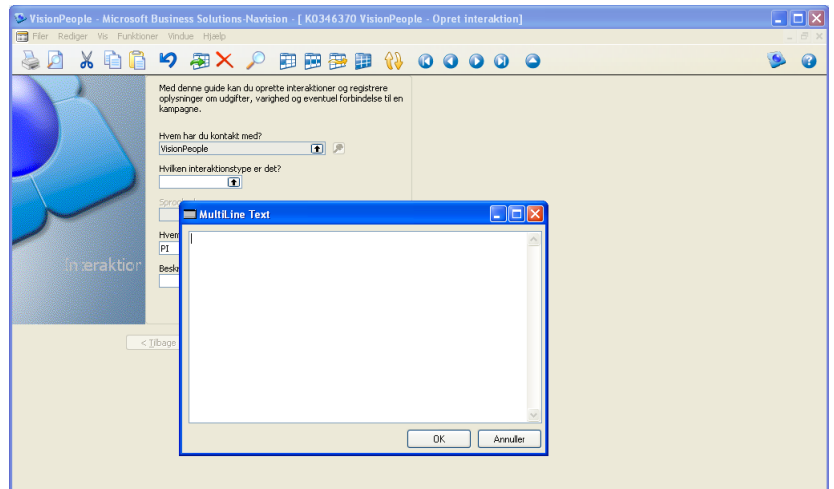 VisionPeople - Microsoft Business Solutions-Navision - [ K0346370 VisionPeople - Opret interaktion]
Filer Rediger Vis Funktioner Vindue Hjælp
Med denne guide kan du oprette interaktioner og registrere
oplysninger om udgifter, varighed og eventuel forbindelse til en
kampagne.
Hvem har du kontakt med?
VisionPeople
Hvilken interaktionstype er det?
MultiLine Text
PI
< Tilbage
OK
Annuller